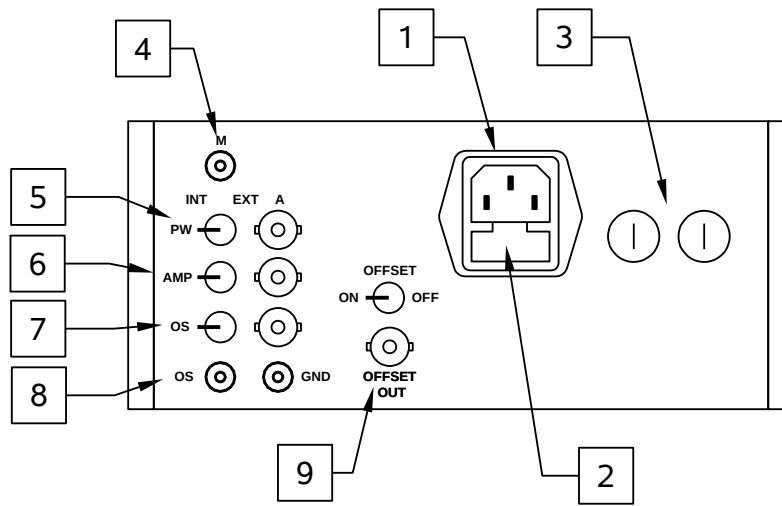 4
1
3
M
5
INT EXT A
PW
6
AMP
OFFSET
ON OFF
7
OS
8
OS GND
OFFSET
OUT
9
2